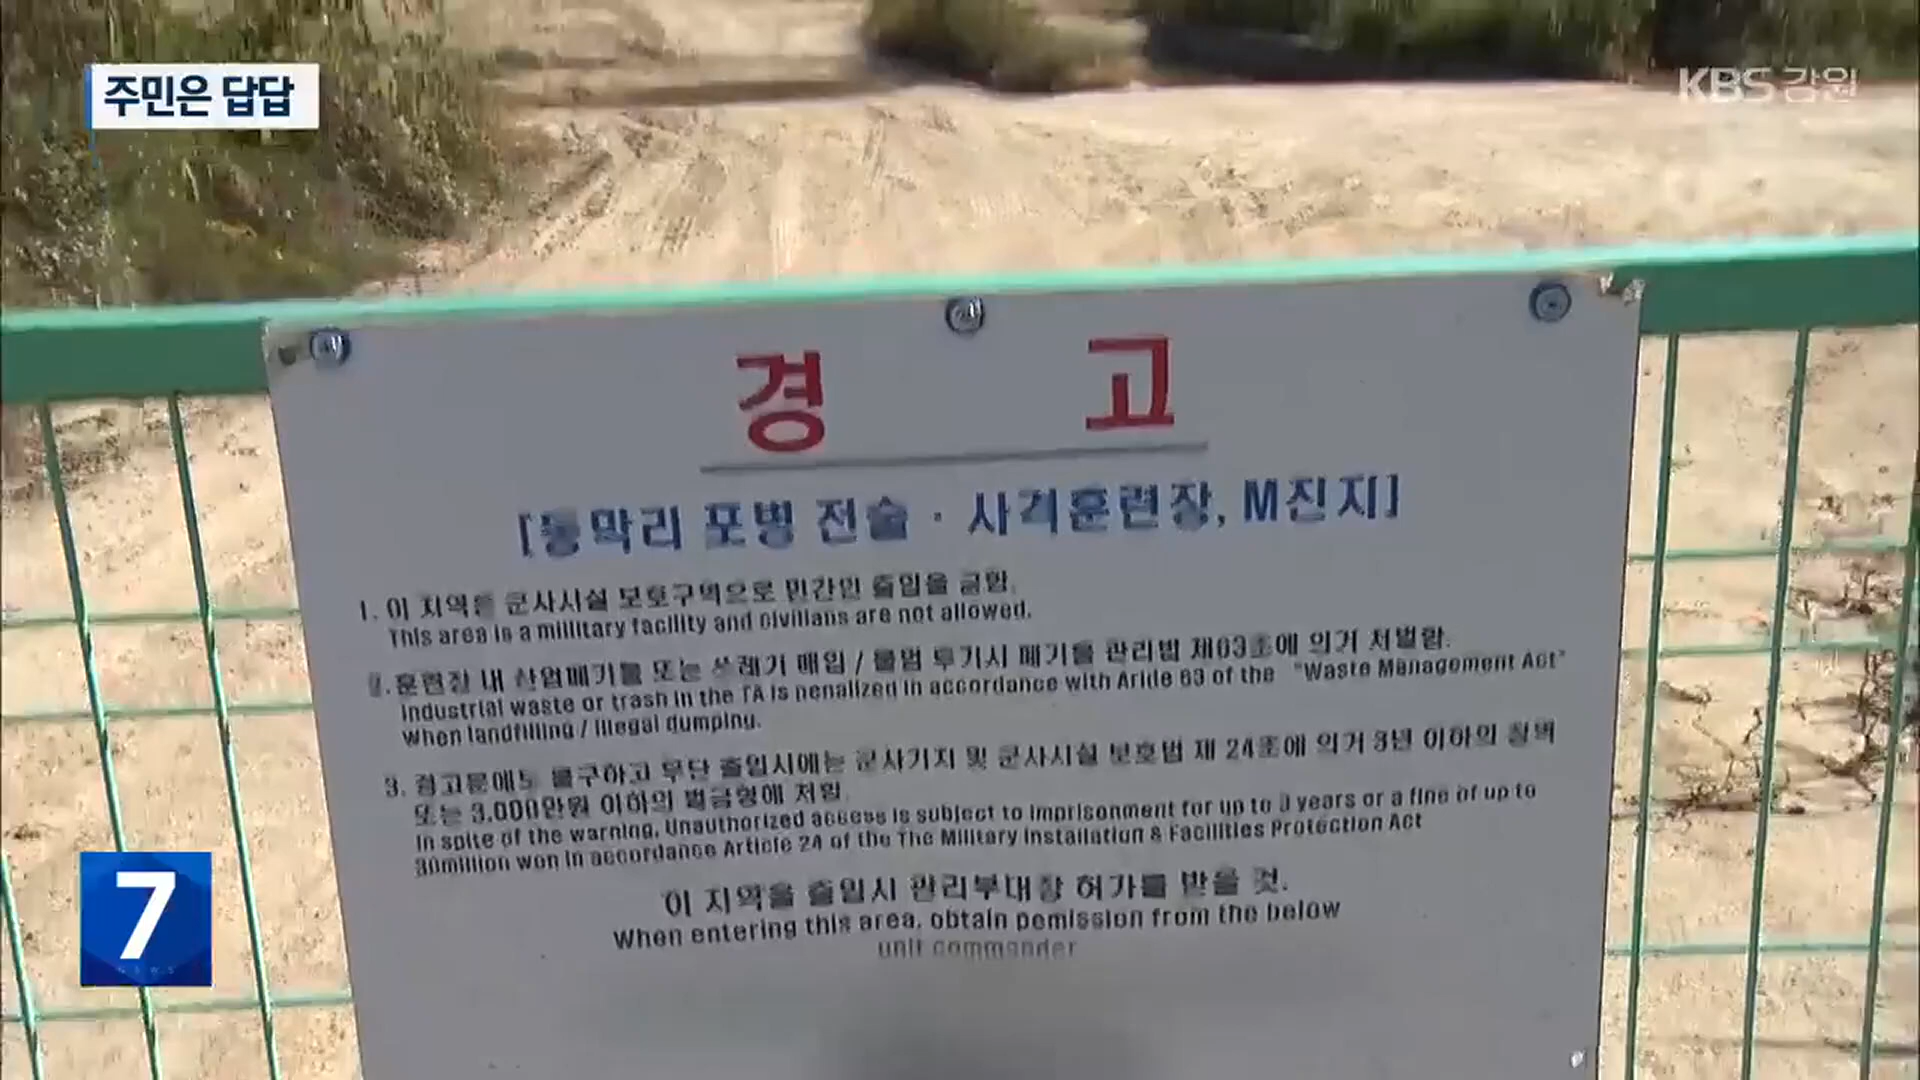 주민은 답답
KBS 강원
경 고
[동막리 포병 전술 · 사격훈련장, M진지]
1. 이 지역은 군사시설 보호구역으로 민간인 출입을 금함.
This area is a military facility and civilians are not allowed.
2. 훈련장 내 산업폐기물 또는 쓰레기 매입 / 불법 투기시 폐기물 관리법 제63조에 의거 처벌함.
Industrial waste or trash in the TA is penalized in accordance with Aricle 63 of the "Waste Management Act"
when landfilling / illegal dumping.
3. 경고문에도 불구하고 무단 출입시에는 군사기지 및 군사시설 보호법 제 24조에 의거 3년 이하의 징역
또는 3,000만원 이하의 벌금형에 처함.
In spite of the warning, Unauthorized access is subject to imprisonment for up to 3 years or a fine of up to
30million won in accordance Article 24 of the The Military Installation & Facilities Protection Act
이 지역을 출입시 관리부대장 허가를 받을 것.
When entering this area, obtain pemission from the below
unit commander
7
NEWS